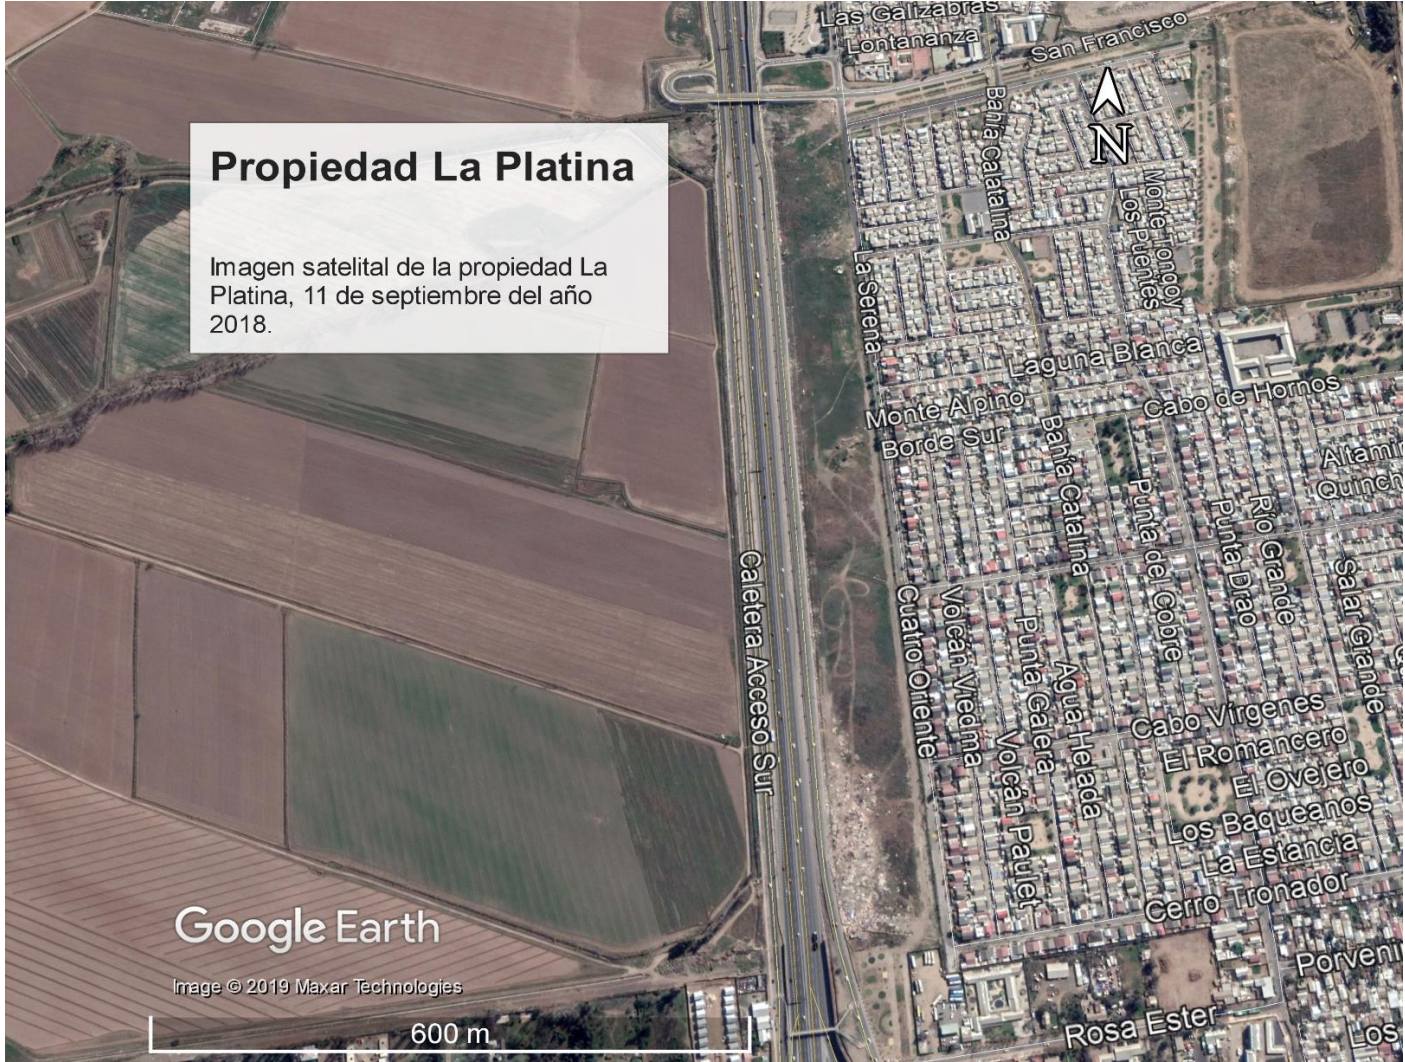 Las Galizabras
Lontananza
San Francisco
N
Propiedad La Platina
Imagen satelital de la propiedad La
Platina, 11 de septiembre del año
2018.
Bahía Catalina
Monte Tongoy
Los Puentes
La Serena
Laguna Blanca
Monte Alpino
Cabo de Hornos
Borde Sur
Bahía Catalina
Punta del Cobre
Punta Drao
Río Grande
Sala Grande
Caletera Acceso Sur
Cuatro Oriente
Volcán Viedma
Punta Galera
Agua Helada
Volcán Paulet
Cabo Vírgenes
El Romancero
El Ovejero
Los Baqueanos
La Estancia
Cerro Tronador
Google Earth
Image © 2019 Maxar Technologies
600 m
Rosa Ester
Los